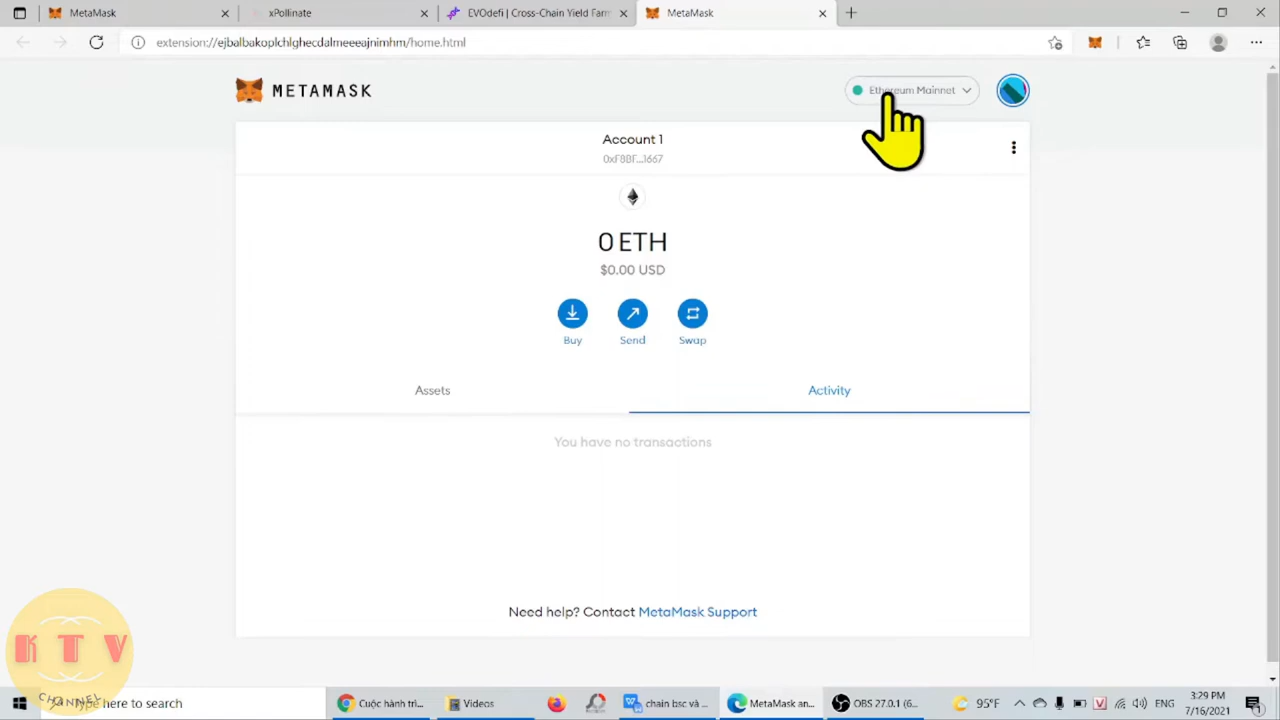 MetaMask
xPollinate
EVOdefi | Cross-Chain Yield Farm
MetaMask
extension://ejbalbakoplchlghecdalmeeeajnimhm/home.html
METAMASK
Ethereum Mainnet
Account 1
0xF8BF...1667
0 ETH
$0.00 USD
Buy
Send
Swap
Assets
Activity
You have no transactions
Need help? Contact MetaMask Support
K T V
CHANNEL
Type here to search
Cuộc hành trì...
Videos
chain bsc và ...
MetaMask an...
OBS 27.0.1 (6...
95°F
ENG
3:29 PM
7/16/2021